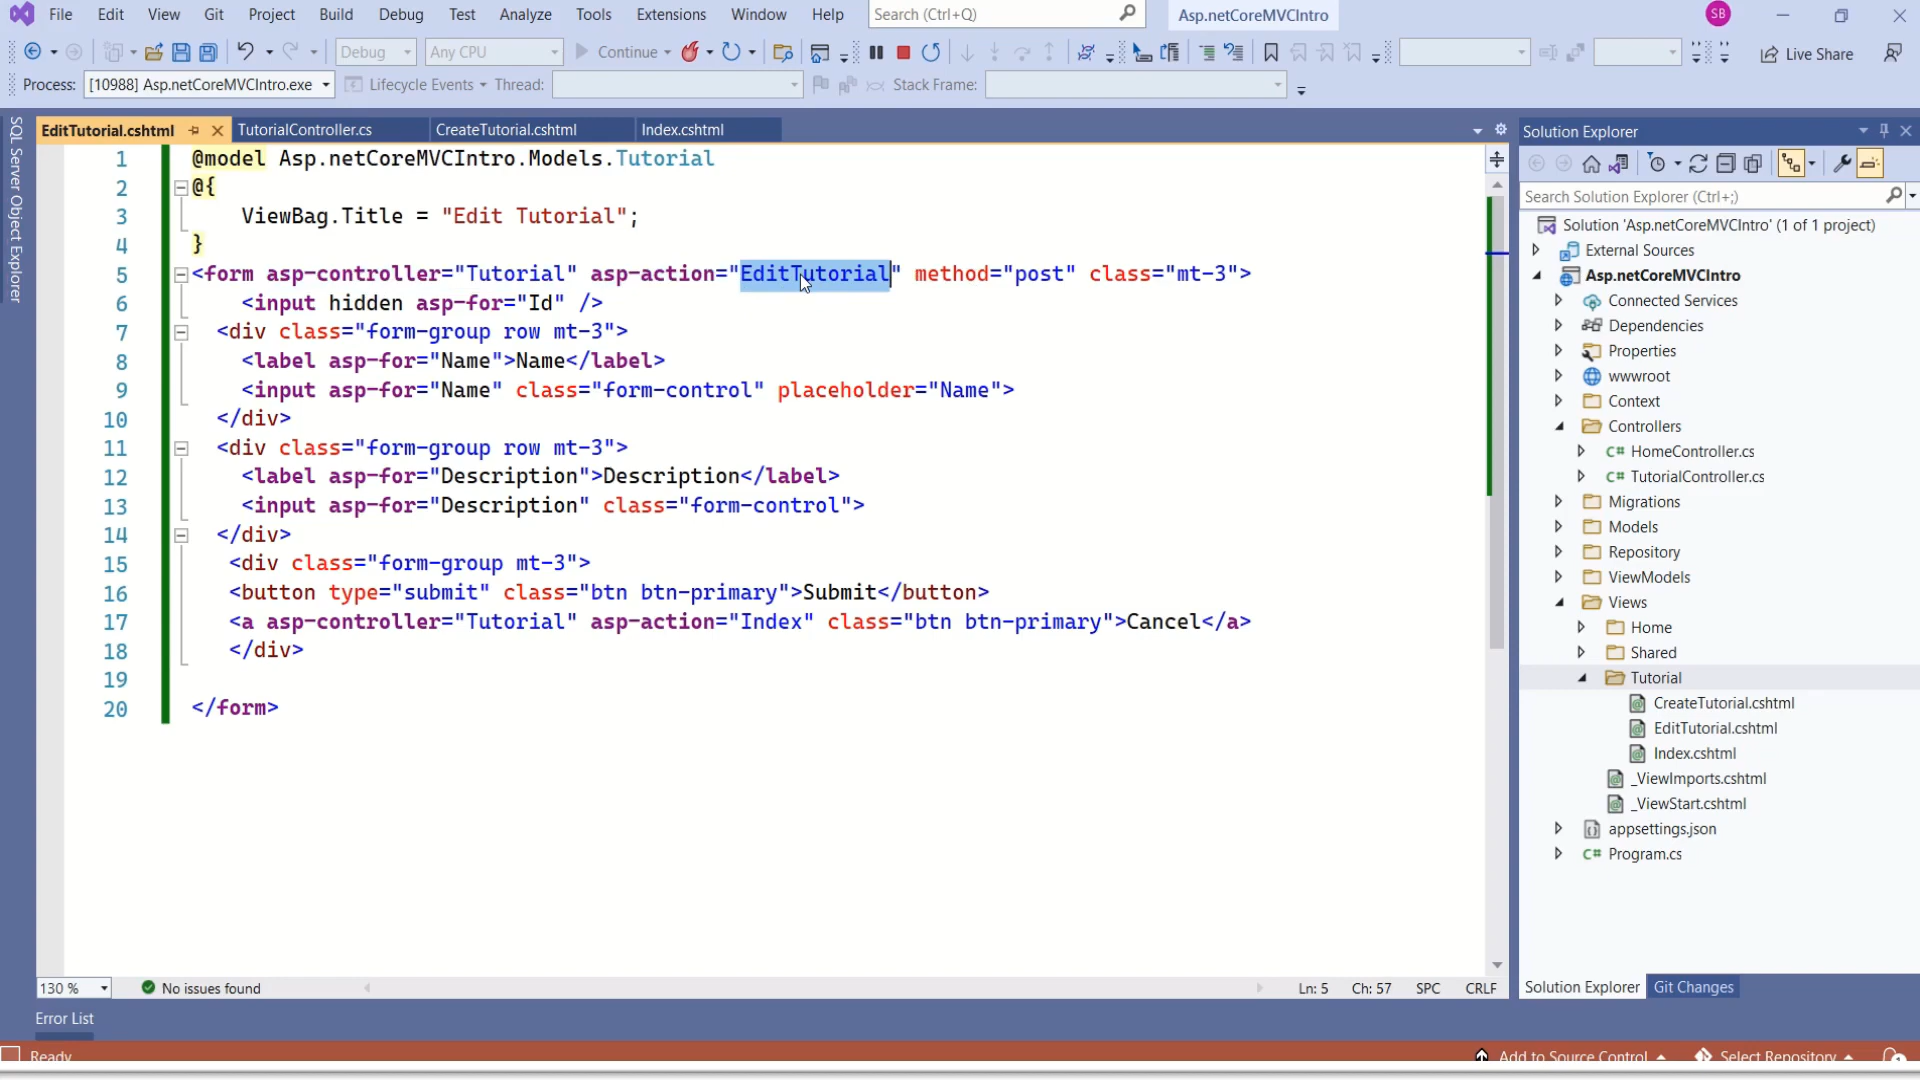 File Edit View Git Project Build Debug Test Analyze Tools Extensions Window Help Search (Ctrl+Q) Asp.netCoreMVCIntro SB
Debug Any CPU Continue Live Share
Process: [10988] Asp.netCoreMVCIntro.exe Lifecycle Events Thread: Stack Frame:
SQL Server Object Explorer
EditTutorial.cshtml TutorialController.cs CreateTutorial.cshtml Index.cshtml
1 @model Asp.netCoreMVCIntro.Models.Tutorial
2 @{
3 ViewBag.Title = "Edit Tutorial";
4 }
5 <form asp-controller="Tutorial" asp-action="EditTutorial" method="post" class="mt-3">
6 <input hidden asp-for="Id" />
7 <div class="form-group row mt-3">
8 <label asp-for="Name">Name</label>
9 <input asp-for="Name" class="form-control" placeholder="Name">
10 </div>
11 <div class="form-group row mt-3">
12 <label asp-for="Description">Description</label>
13 <input asp-for="Description" class="form-control">
14 </div>
15 <div class="form-group mt-3">
16 <button type="submit" class="btn btn-primary">Submit</button>
17 <a asp-controller="Tutorial" asp-action="Index" class="btn btn-primary">Cancel</a>
18 </div>
19
20 </form>
130 % No issues found Ln: 5 Ch: 57 SPC CRLF
Error List
Solution Explorer
Search Solution Explorer (Ctrl+;)
Solution 'Asp.netCoreMVCIntro' (1 of 1 project)
External Sources
Asp.netCoreMVCIntro
Connected Services
Dependencies
Properties
wwwroot
Context
Controllers
C# HomeController.cs
C# TutorialController.cs
Migrations
Models
Repository
ViewModels
Views
Home
Shared
Tutorial
CreateTutorial.cshtml
EditTutorial.cshtml
Index.cshtml
_ViewImports.cshtml
_ViewStart.cshtml
appsettings.json
C# Program.cs
Solution Explorer Git Changes
Ready Add to Source Control Select Repository